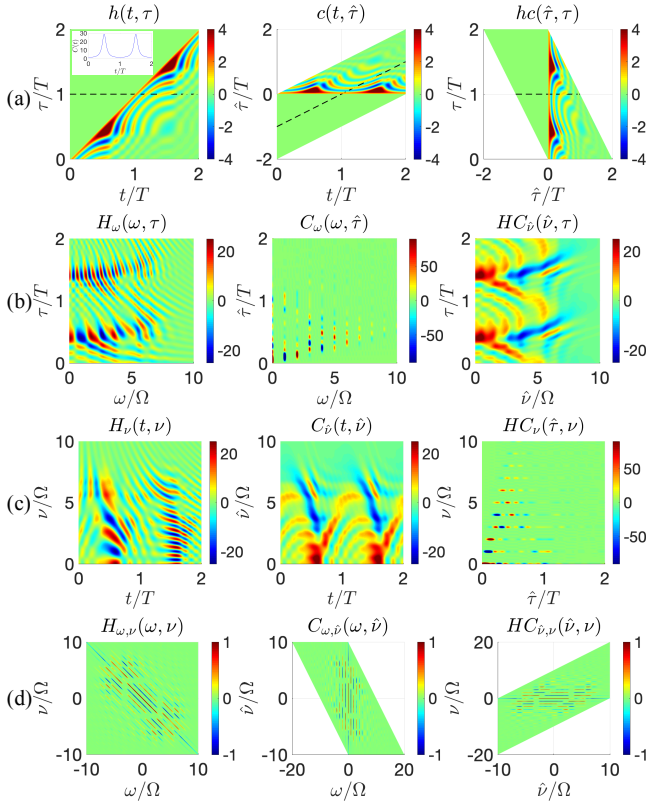 h(t, τ) c(t, τ̂) hc(τ̂, τ)
(a)
τ/T 2 1 0
C(t) 30 20 10 0
0 1 2
t/T
0 1 2
t/T
4 2 0 -2 -4
τ̂/T 2 0 -2
0 1 2
t/T
4 2 0 -2 -4
τ/T 2 1 0
-2 0 2
τ̂/T
4 2 0 -2 -4
H_ω(ω, τ) C_ω(ω, τ̂) HC_ν̂(ν̂, τ)
(b)
τ/T 2 1 0
0 5 10
ω/Ω
20 0 -20
τ̂/T 2 1 0
0 5 10
ω/Ω
50 0 -50
τ/T 2 1 0
0 5 10
ν̂/Ω
20 0 -20
H_ν(t, ν) C_ν̂(t, ν̂) HC_ν(τ̂, ν)
(c)
ν/Ω 10 5 0
0 1 2
t/T
20 0 -20
ν̂/Ω 10 5 0
0 1 2
t/T
20 0 -20
ν/Ω 10 5 0
0 1 2
τ̂/T
50 0 -50
H_ω,ν(ω, ν) C_ω,ν̂(ω, ν̂) HC_ν̂,ν(ν̂, ν)
(d)
ν/Ω 10 0 -10
-10 0 10
ω/Ω
1 0 -1
ν̂/Ω 10 0 -10
-20 0 20
ω/Ω
1 0 -1
ν/Ω 20 0 -20
-10 0 10
ν̂/Ω
1 0 -1